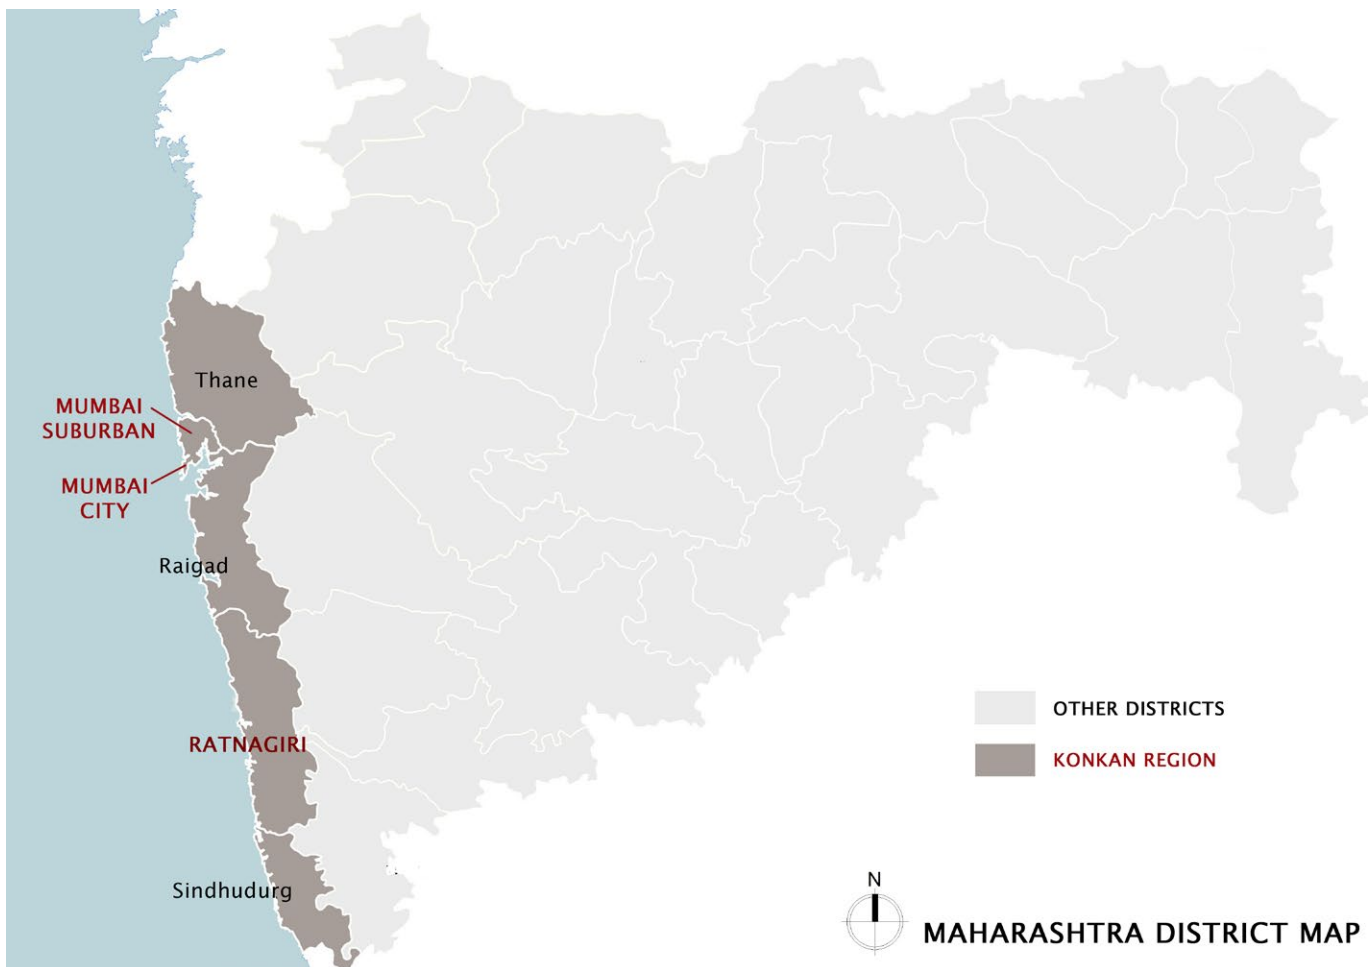 Thane
MUMBAI
SUBURBAN
MUMBAI
CITY
Raigad
RATNAGIRI
Sindhudurg
OTHER DISTRICTS
KONKAN REGION
N
MAHARASHTRA DISTRICT MAP